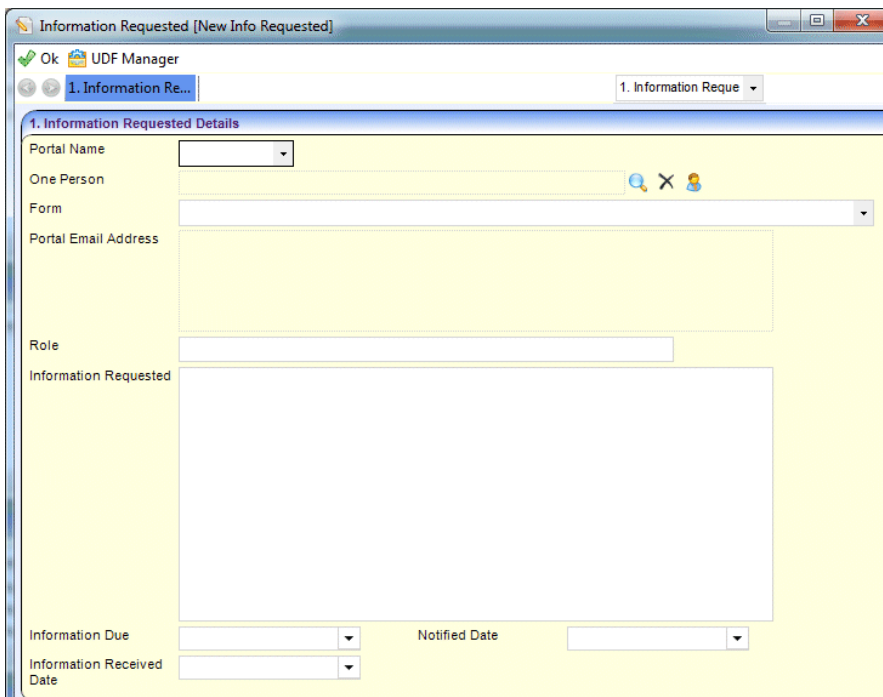 Information Requested [New Info Requested]
Ok UDF Manager
1. Information Re... 1. Information Reque
1. Information Requested Details
Portal Name
One Person
Form
Portal Email Address
Role
Information Requested
Information Due Notified Date
Information Received
Date